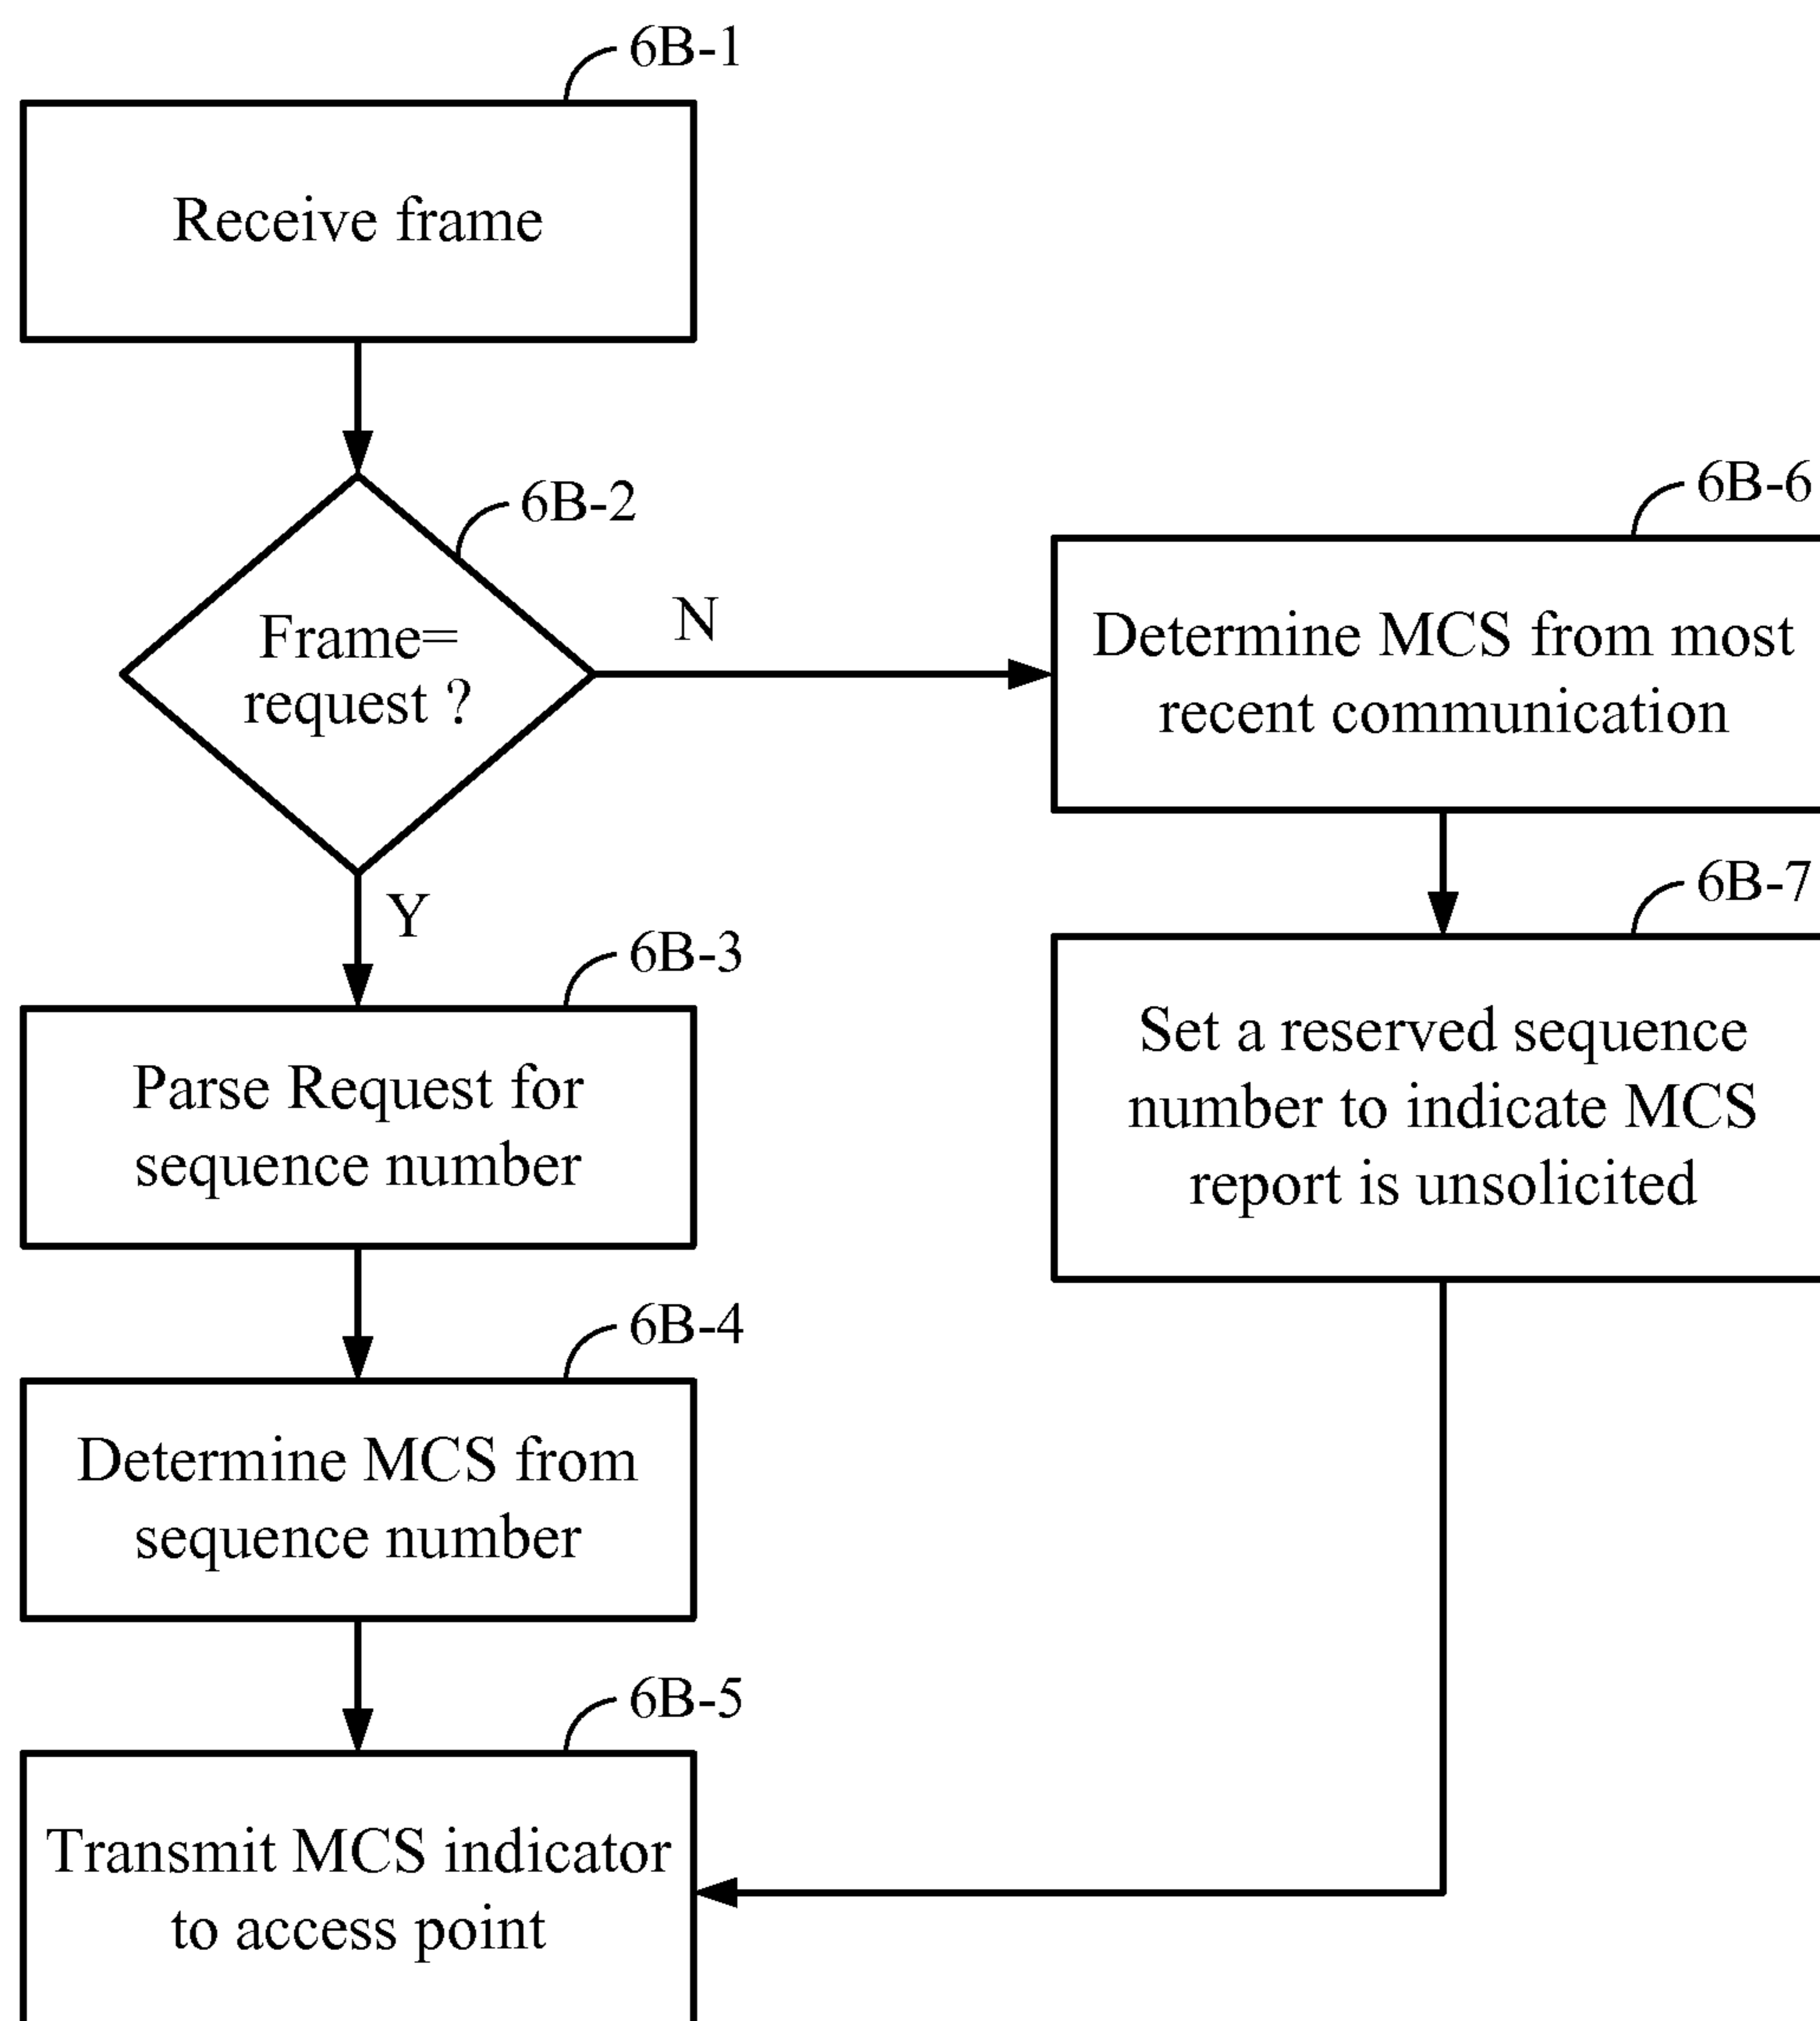 6B-1
Receive frame
6B-2
Frame=
request ?
N
Y
6B-3
Parse Request for
sequence number
6B-4
Determine MCS from
sequence number
6B-5
Transmit MCS indicator
to access point
6B-6
Determine MCS from most
recent communication
6B-7
Set a reserved sequence
number to indicate MCS
report is unsolicited